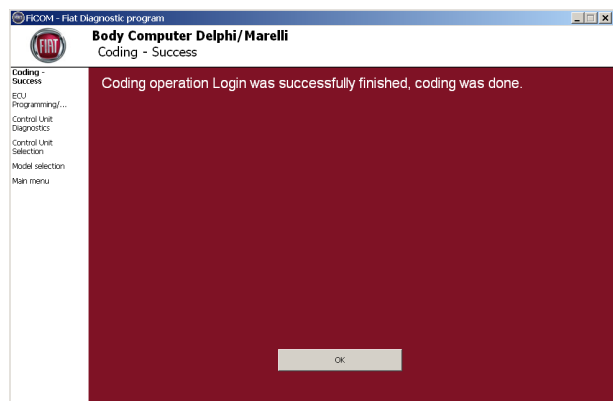 FiCOM - Fiat Diagnostic program
FIAT
Body Computer Delphi/Marelli
Coding - Success
Coding -
Success
ECU
Programming/...
Control Unit
Diagnostics
Control Unit
Selection
Model selection
Main menu
Coding operation Login was successfully finished, coding was done.
OK